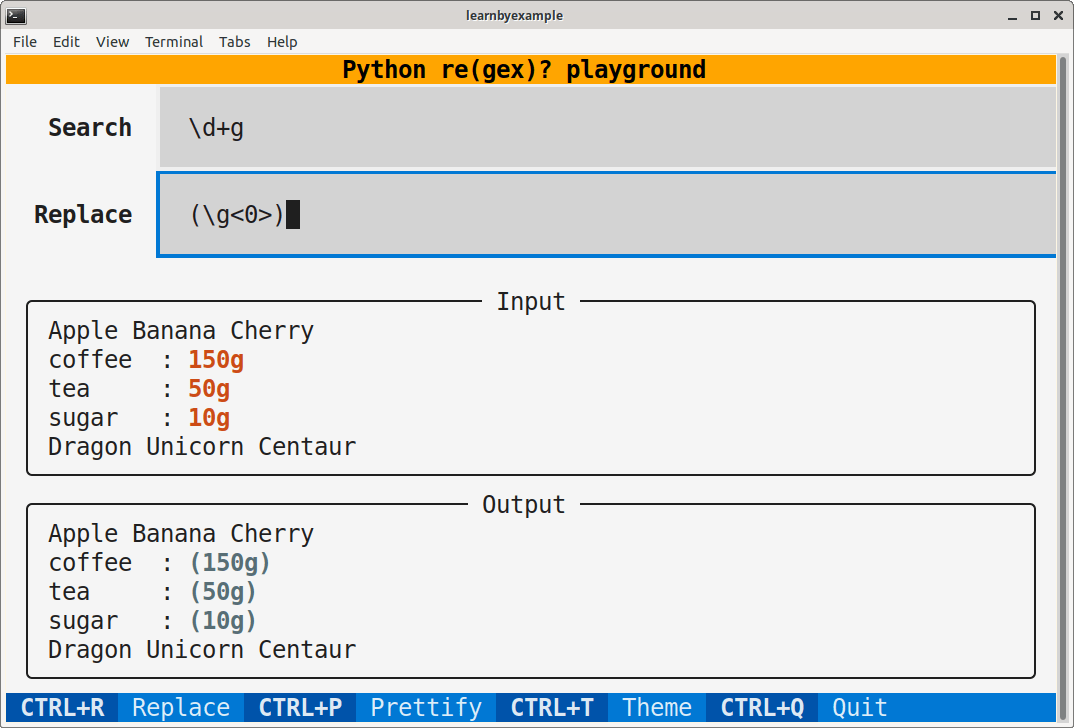 learnbyexample
File Edit View Terminal Tabs Help
Python re(gex)? playground
Search \d+g
Replace (\g<0>)
Input
Apple Banana Cherry
coffee  : 150g
tea     : 50g
sugar   : 10g
Dragon Unicorn Centaur
Output
Apple Banana Cherry
coffee  : (150g)
tea     : (50g)
sugar   : (10g)
Dragon Unicorn Centaur
CTRL+R Replace CTRL+P Prettify CTRL+T Theme CTRL+Q Quit